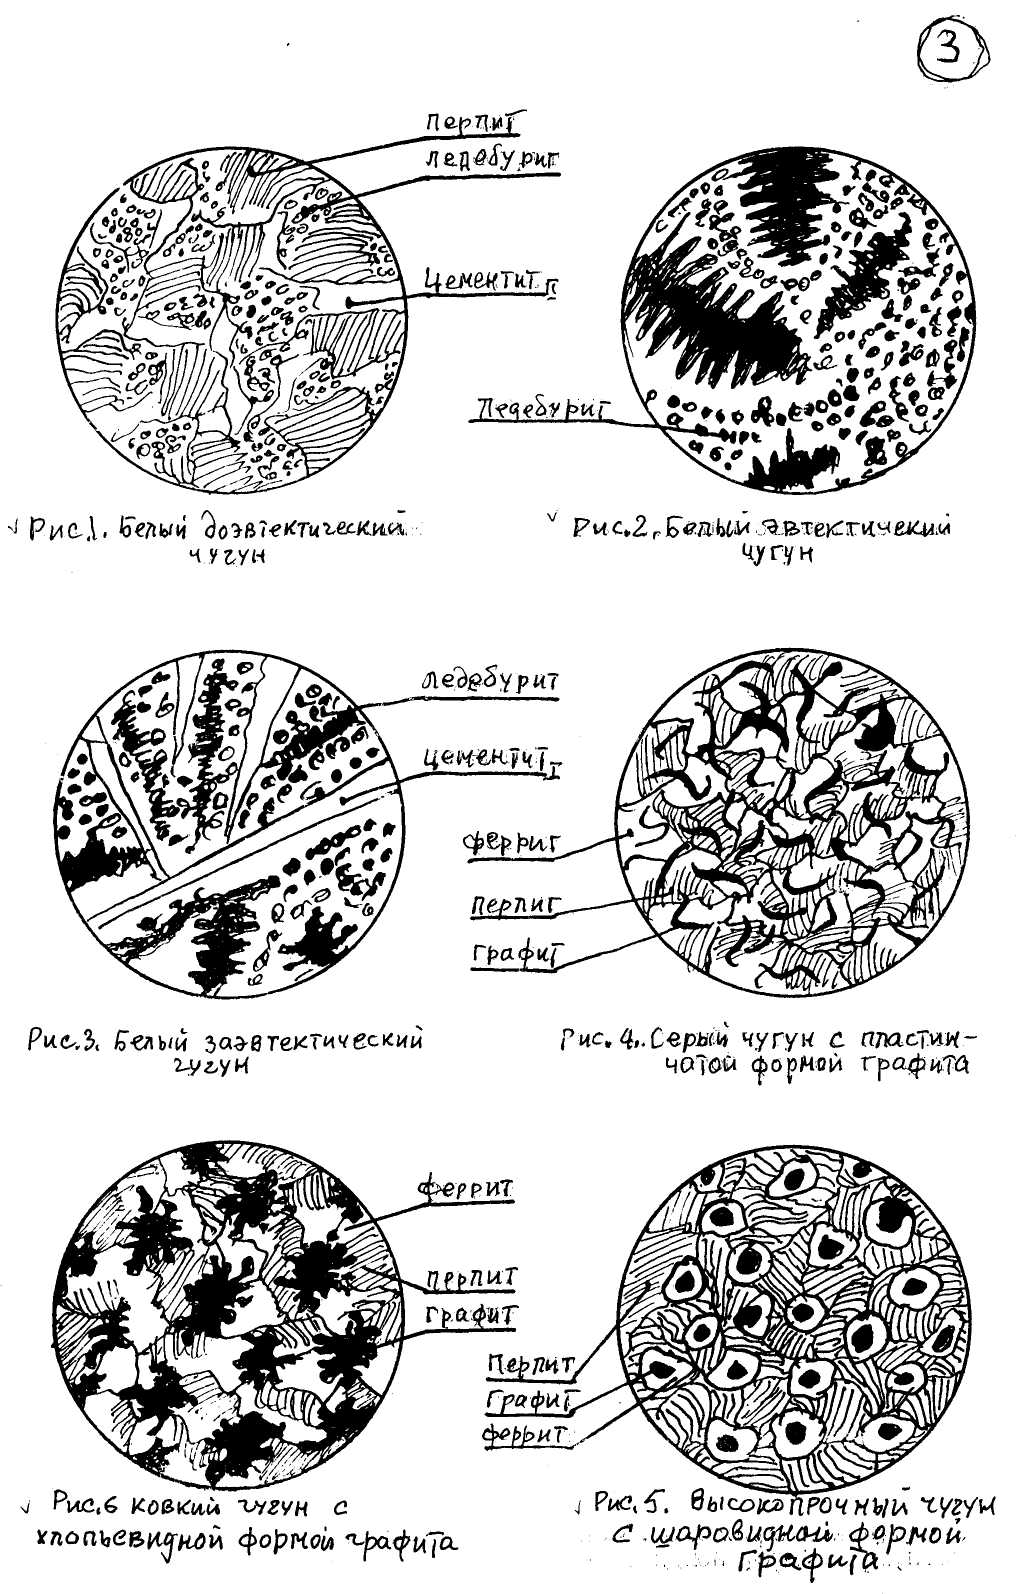 3
перлит
ледебурит
Цементит II
Ледебурит
Рис.1. Белый доэвтектический
чугун
Рис.2. Белый эвтектический
чугун
ледебурит
цементит I
феррит
перлит
графит
Рис.3. Белый заэвтектический
чугун
Рис. 4. Серый чугун с пластин-
чатой формой графита
феррит
перлит
графит
Перлит
Графит
феррит
Рис.6 ковкий чугун с
хлопьевидной формой графита
Рис. 5. Высокопрочный чугун
с шаровидной формой
графита